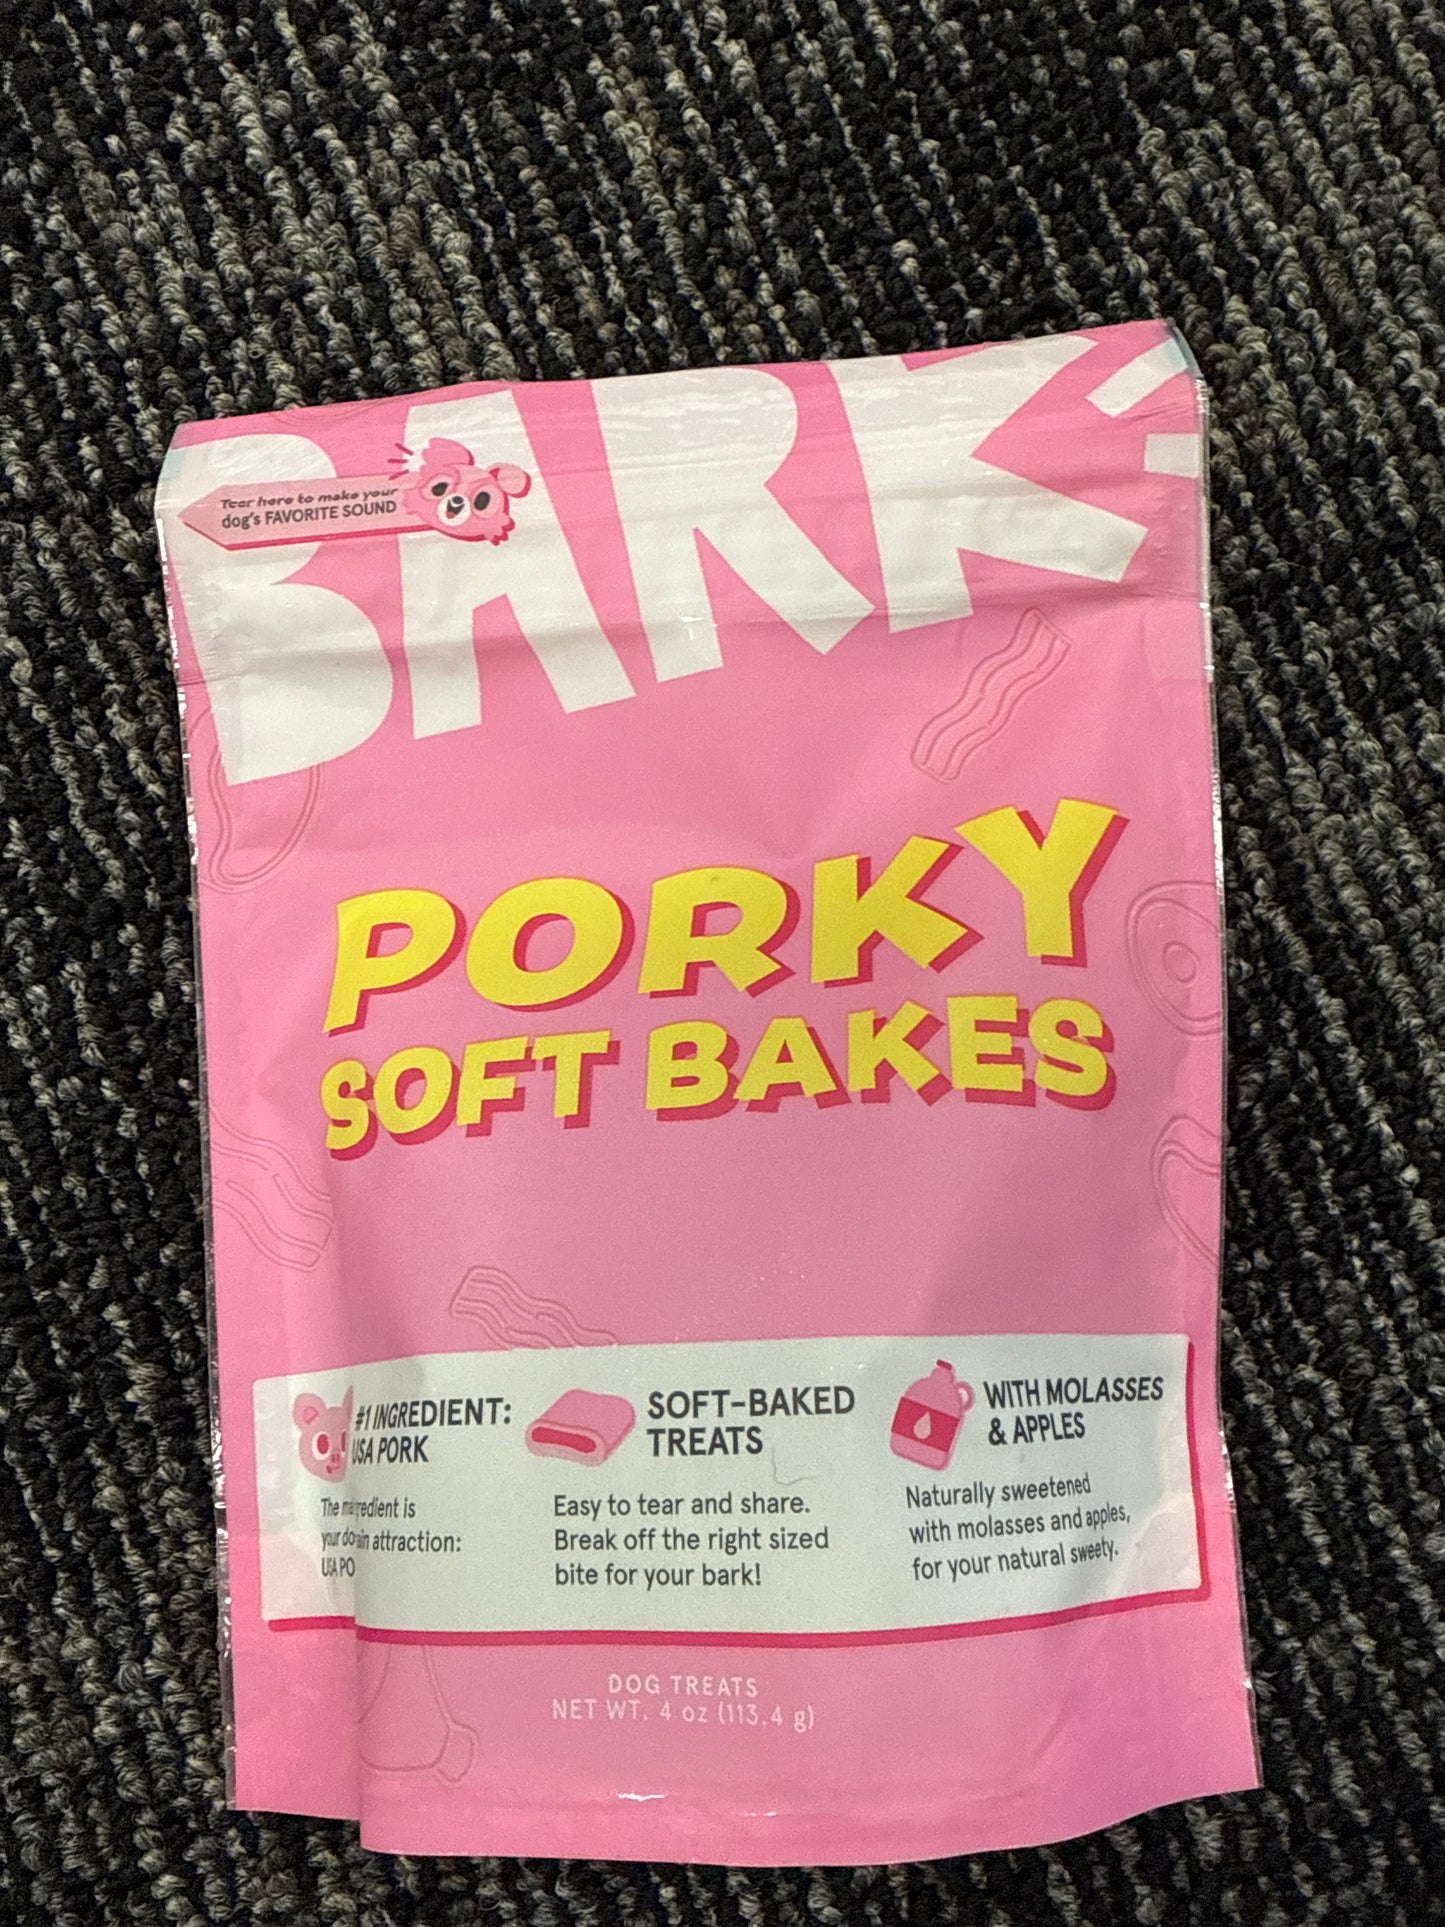 BARK
Tear here to make your
dog's FAVORITE SOUND
PORKY
SOFT BAKES
#1 INGREDIENT:
USA PORK
The redient is
your attraction:
USA
SOFT-BAKED
TREATS
Easy to tear and share.
Break off the right sized
bite for your bark!
WITH MOLASSES
& APPLES
Naturally sweetened
with molasses and apples,
for your natural sweety.
DOG TREATS
NET WT. 4 oz (113.4 g)